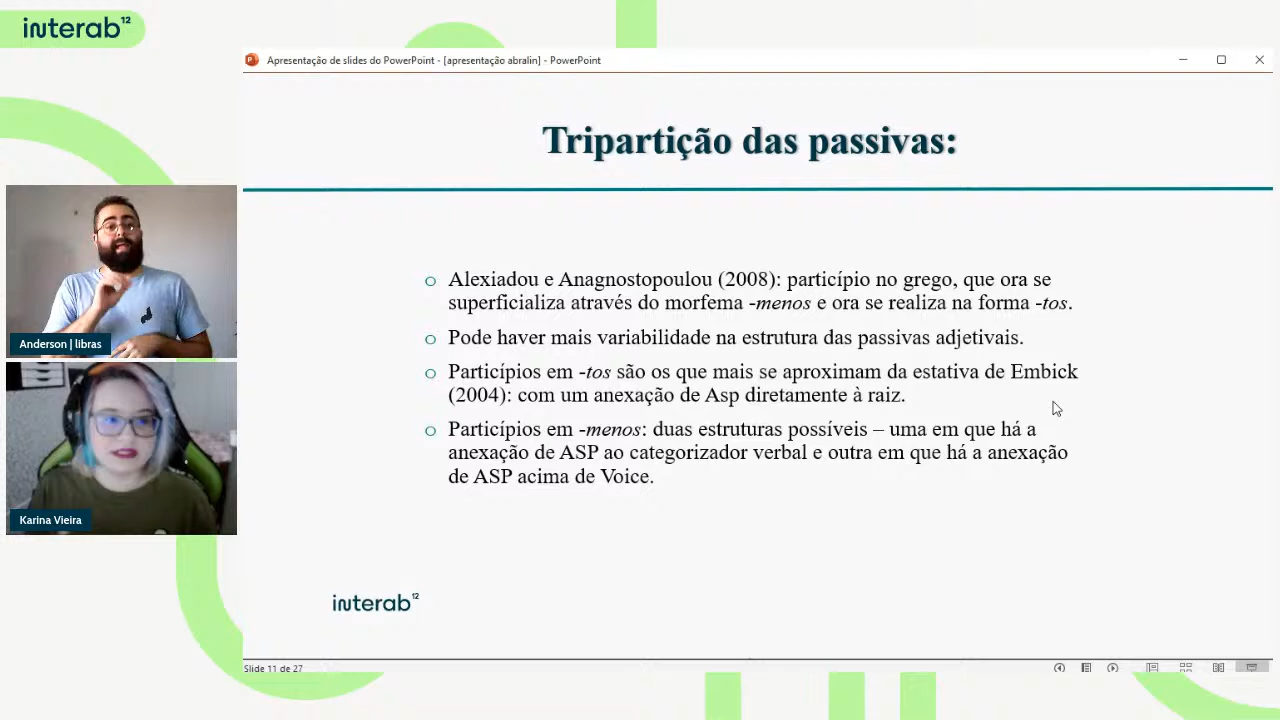 interab12
Apresentação de slides do PowerPoint - [apresentação abralin] - PowerPoint
Tripartição das passivas:
o Alexiadou e Anagnostopoulou (2008): particípio no grego, que ora se
superficializa através do morfema -menos e ora se realiza na forma -tos.
o Pode haver mais variabilidade na estrutura das passivas adjetivais.
o Particípios em -tos são os que mais se aproximam da estativa de Embick
(2004): com um anexação de Asp diretamente à raiz.
o Particípios em -menos: duas estruturas possíveis – uma em que há a
anexação de ASP ao categorizador verbal e outra em que há a anexação
de ASP acima de Voice.
Anderson | libras
Karina Vieira
interab12
Slide 11 de 27